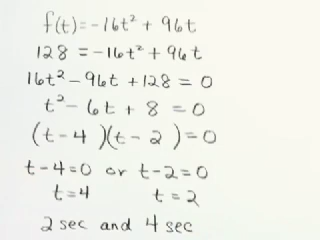 f(t)=-16t² + 96t
128 = -16t² + 96t
16t² - 96t + 128 = 0
t² - 6t + 8 = 0
(t - 4 )(t - 2 )=0
t-4=0 or t-2=0
t=4 t=2
2 sec and 4 sec